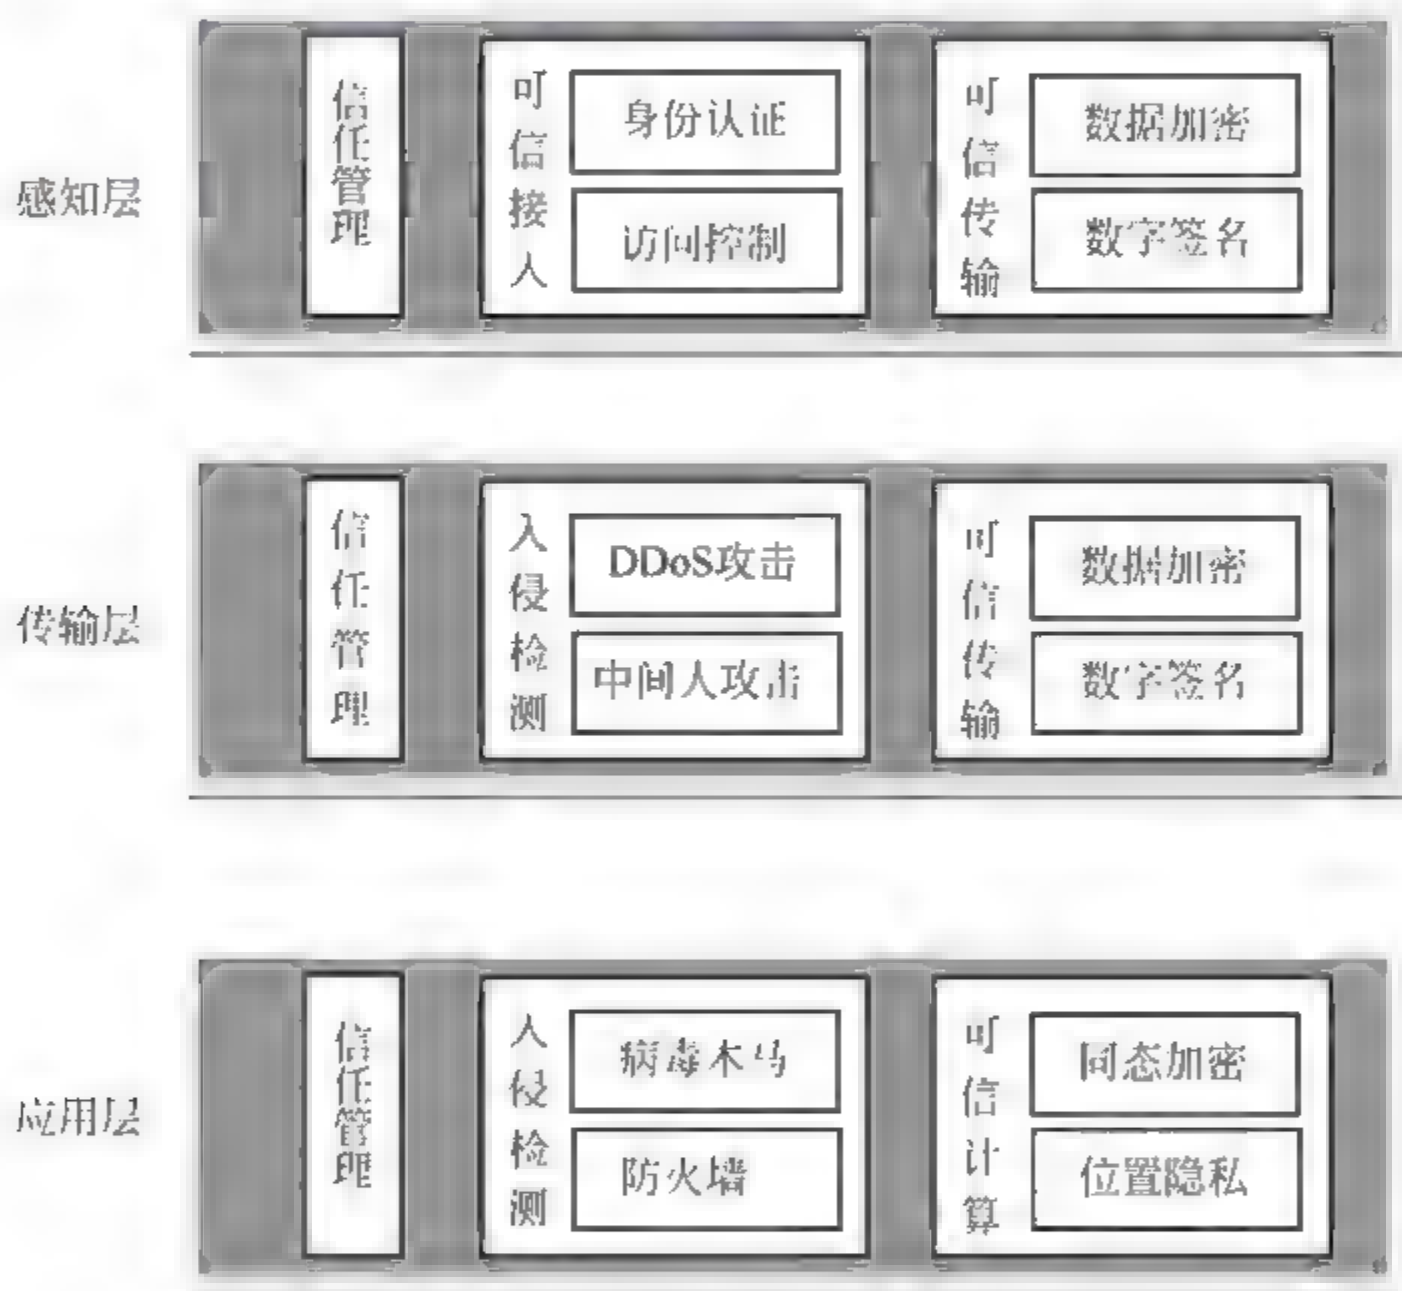 感知层
信任管理
可信接人
身份认证
访问控制
可信传输
数据加密
数字签名
传输层
信任管理
入侵检测
DDoS攻击
中间人攻击
可信传输
数据加密
数字签名
应用层
信任管理
入侵检测
病毒木马
防火墙
可信计算
同态加密
位置隐私